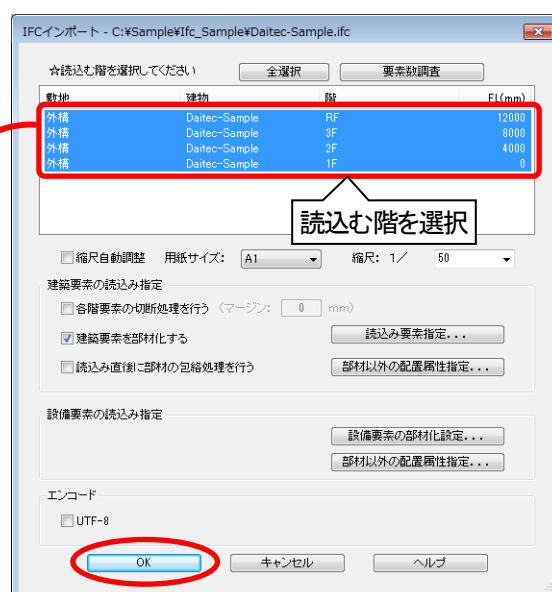 IFCインポート - C:¥Sample¥Ifc_Sample¥Daitec-Sample.ifc
☆読込む階を選択してください 全選択 要素数調査
敷地 建物 階 FL(mm)
外構 Daitec-Sample RF 12000
外構 Daitec-Sample 3F 8000
外構 Daitec-Sample 2F 4000
外構 Daitec-Sample 1F 0
読込む階を選択
縮尺自動調整 用紙サイズ: A1 縮尺: 1/ 50
建築要素の読込み指定
各階要素の切断処理を行う (マージン: 0 mm)
建築要素を部材化する 読込み要素指定...
読込み直後に部材の包絡処理を行う 部材以外の配置属性指定...
設備要素の読込み指定
設備要素の部材化設定...
部材以外の配置属性指定...
エンコード
UTF-8
OK キャンセル ヘルプ